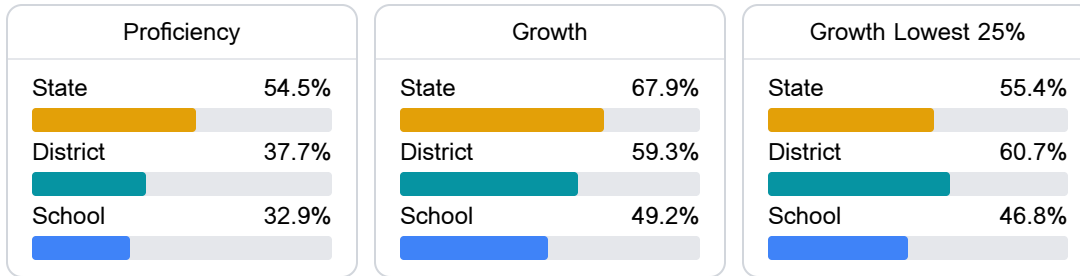 Proficiency
State 54.5%
District 37.7%
School 32.9%
Growth
State 67.9%
District 59.3%
School 49.2%
Growth Lowest 25%
State 55.4%
District 60.7%
School 46.8%